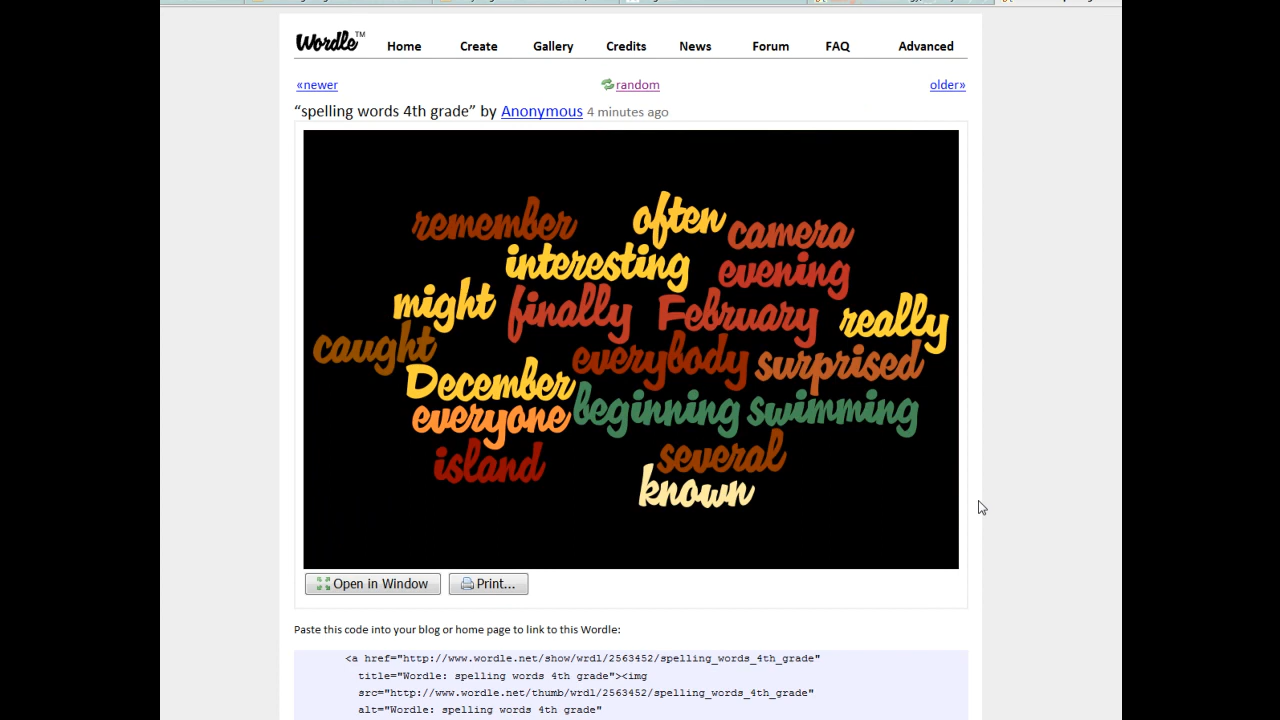 Wordle™ Home Create Gallery Credits News Forum FAQ Advanced
«newer random older»
“spelling words 4th grade” by Anonymous 4 minutes ago
remember often camera
interesting evening
might finally February really
caught everybody surprised
December beginning swimming
everyone several
island known
Open in Window Print...
Paste this code into your blog or home page to link to this Wordle:
<a href="http://www.wordle.net/show/wrdl/2563452/spelling_words_4th_grade"
title="Wordle: spelling words 4th grade"><img
src="http://www.wordle.net/thumb/wrdl/2563452/spelling_words_4th_grade"
alt="Wordle: spelling words 4th grade"